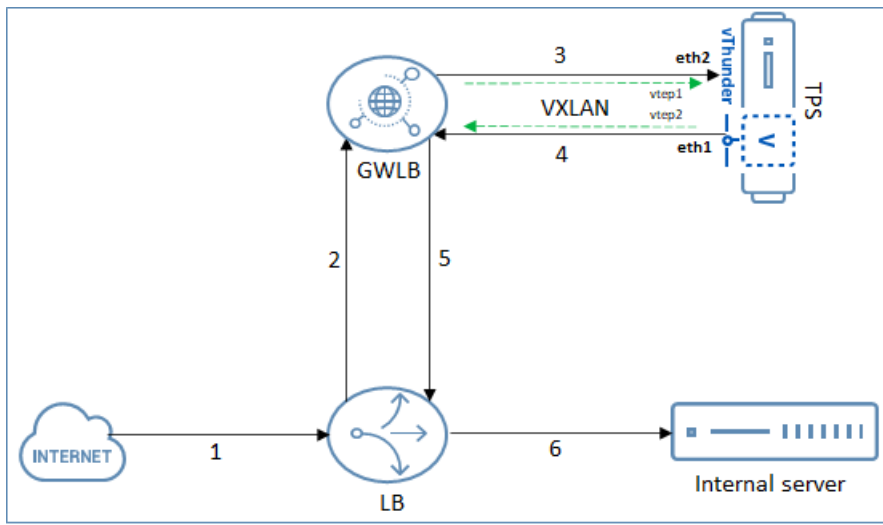 3
eth2
vThunder
TPS
vtep1
VXLAN
vtep2
4
eth1
V
GWLB
2
5
INTERNET
1
6
LB
Internal server